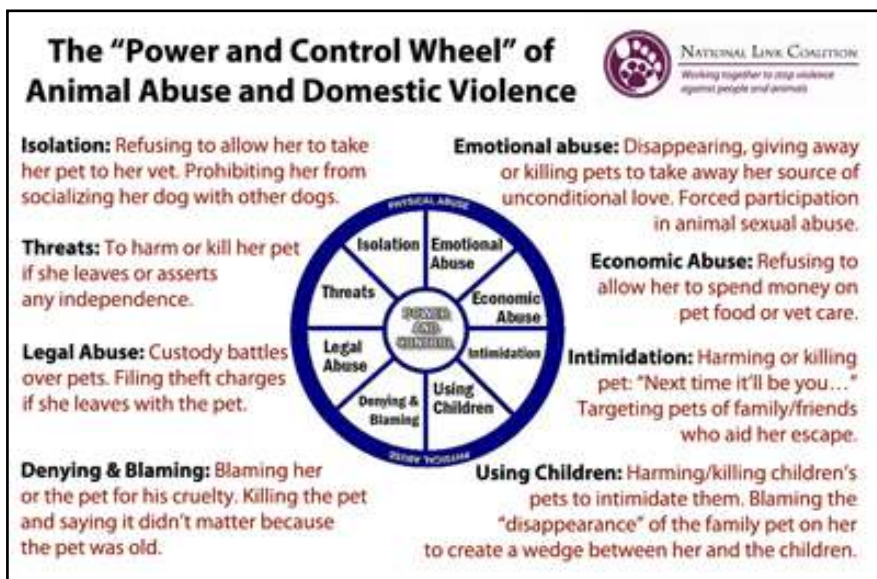 The “Power and Control Wheel” of
Animal Abuse and Domestic Violence
NATIONAL LINK COALITION
Working together to stop violence
against people and animals
Isolation: Refusing to allow her to take
her pet to her vet. Prohibiting her from
socializing her dog with other dogs.
Threats: To harm or kill her pet
if she leaves or asserts
any independence.
Legal Abuse: Custody battles
over pets. Filing theft charges
if she leaves with the pet.
Denying & Blaming: Blaming her
or the pet for his cruelty. Killing the pet
and saying it didn’t matter because
the pet was old.
PHYSICAL ABUSE
Isolation
Emotional
Abuse
Threats
Economic
Abuse
POWER
AND
CONTROL
Legal
Abuse
Intimidation
Denying &
Blaming
Using
Children
PHYSICAL ABUSE
Emotional abuse: Disappearing, giving away
or killing pets to take away her source of
unconditional love. Forced participation
in animal sexual abuse.
Economic Abuse: Refusing to
allow her to spend money on
pet food or vet care.
Intimidation: Harming or killing
pet: “Next time it’ll be you…”
Targeting pets of family/friends
who aid her escape.
Using Children: Harming/killing children’s
pets to intimidate them. Blaming the
“disappearance” of the family pet on her
to create a wedge between her and the children.